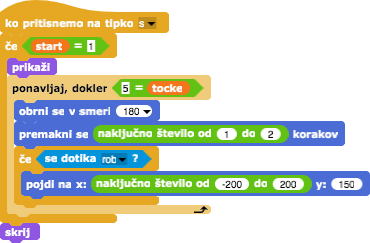 ko pritisnemo na tipko s
če start = 1
prikaži
ponavljaj, dokler 5 = tocke
obrni se v smeri 180
premakni se naključno število od 1 do 2 korakov
če se dotika rob ?
pojdi na x: naključno število od -200 do 200 y: 150
skrij